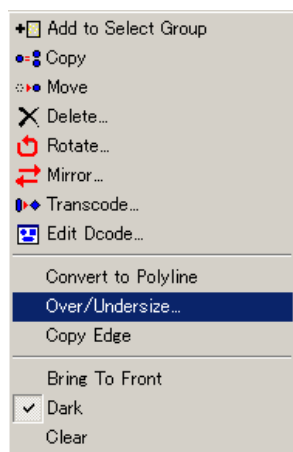 Add to Select Group
Copy
Move
Delete...
Rotate...
Mirror...
Transcode...
Edit Dcode...
Convert to Polyline
Over/Undersize...
Copy Edge
Bring To Front
Dark
Clear